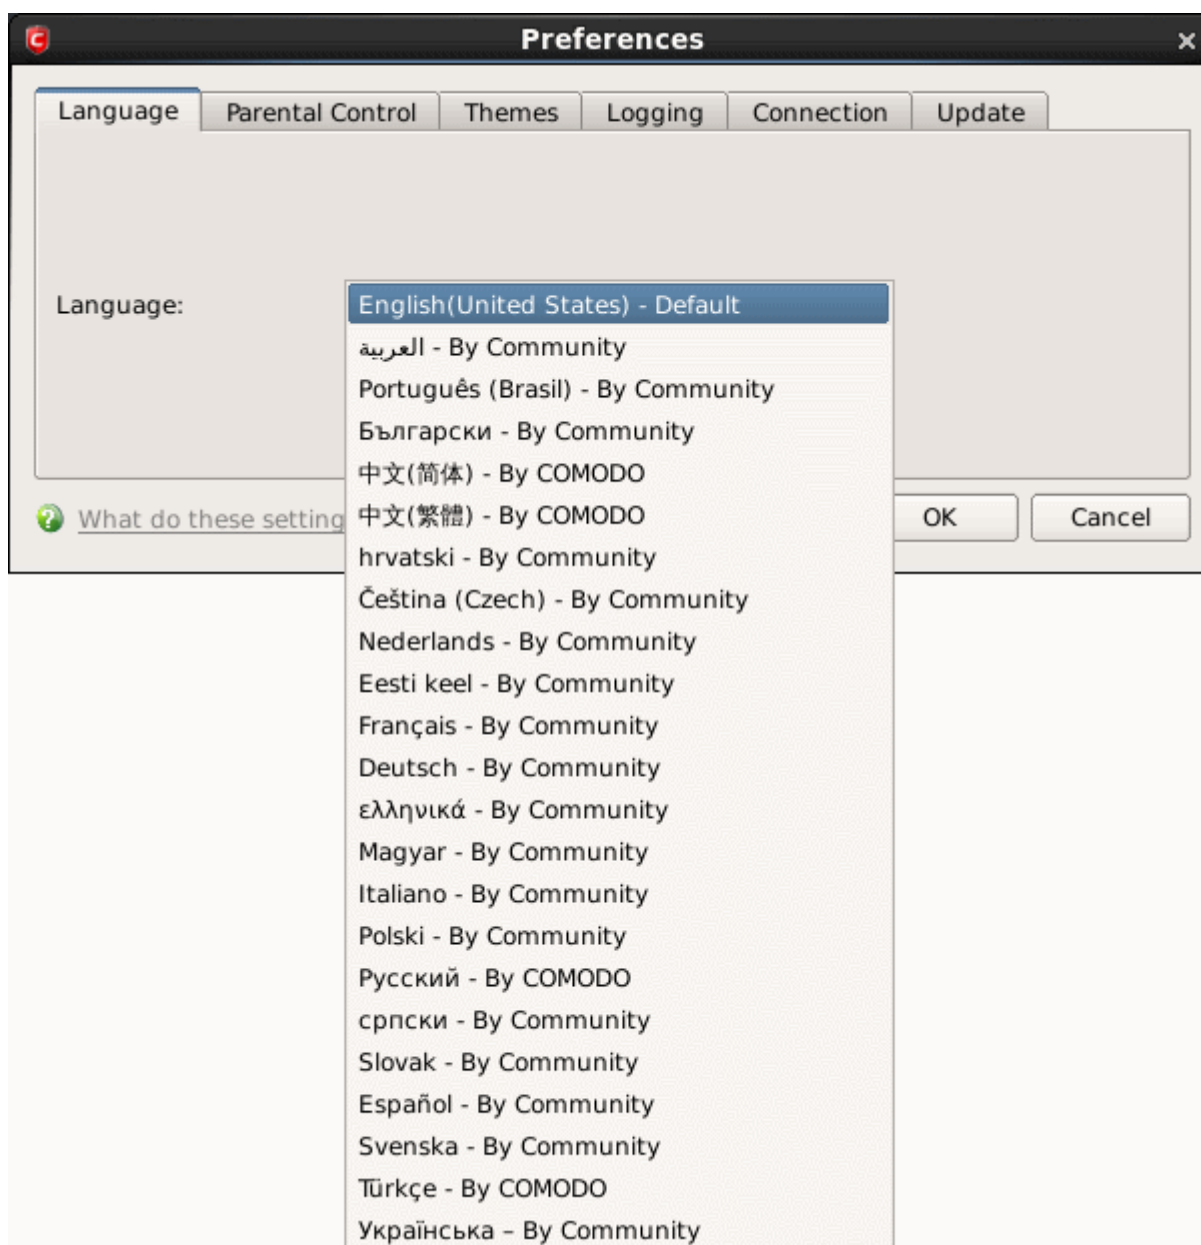 Preferences
Language Parental Control Themes Logging Connection Update
Language:
English(United States) - Default
العربية - By Community
Português (Brasil) - By Community
Български - By Community
中文(简体) - By COMODO
中文(繁體) - By COMODO
hrvatski - By Community
Čeština (Czech) - By Community
Nederlands - By Community
Eesti keel - By Community
Français - By Community
Deutsch - By Community
ελληνικά - By Community
Magyar - By Community
Italiano - By Community
Polski - By Community
Русский - By COMODO
српски - By Community
Slovak - By Community
Español - By Community
Svenska - By Community
Türkçe - By COMODO
Українська – By Community
What do these setting
OK Cancel